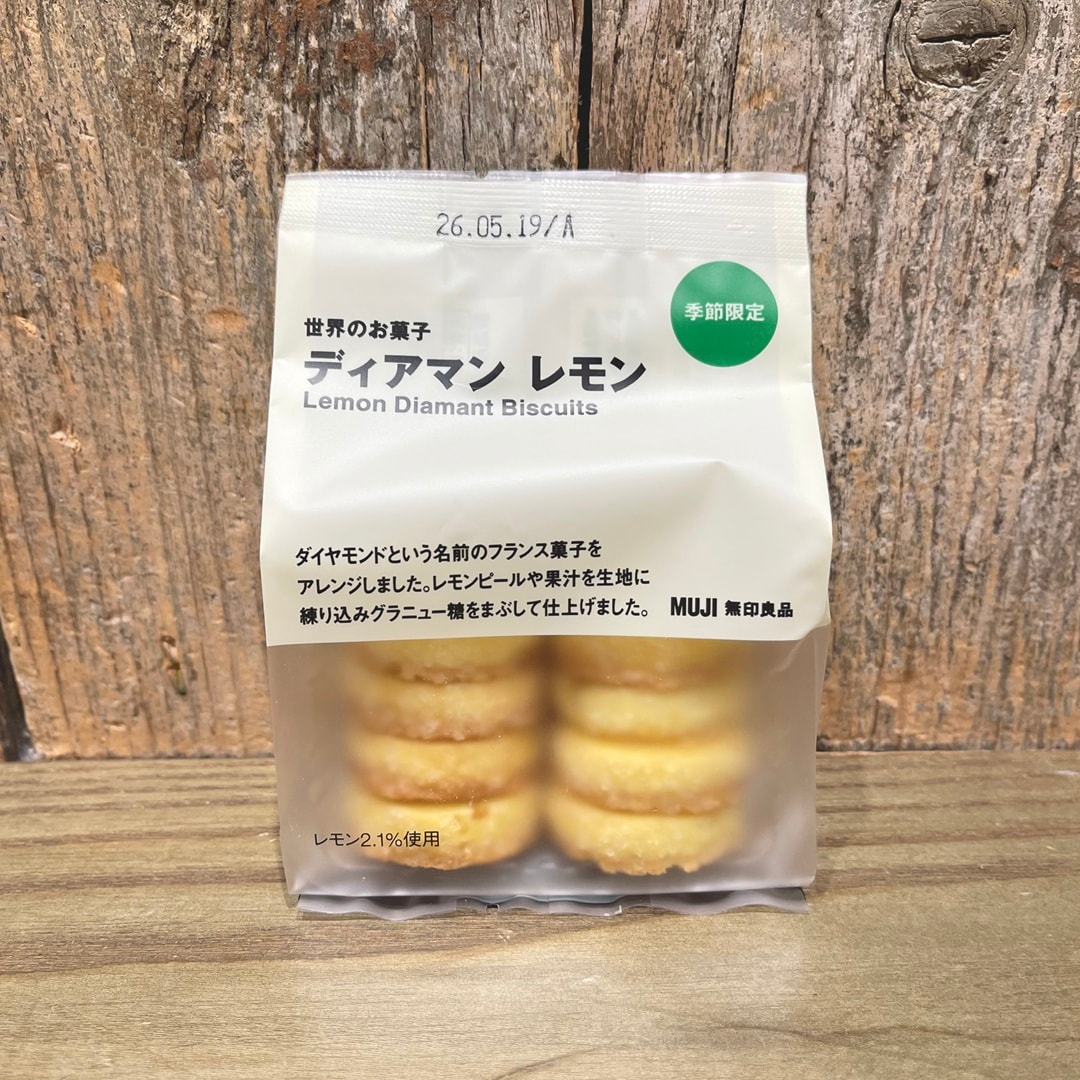 26.05.19/A
季節限定
世界のお菓子
ディアマン レモン
Lemon Diamant Biscuits
ダイヤモンドという名前のフランス菓子を
アレンジしました。レモンピールや果汁を生地に
練り込みグラニュー糖をまぶして仕上げました。
MUJI 無印良品
レモン2.1%使用